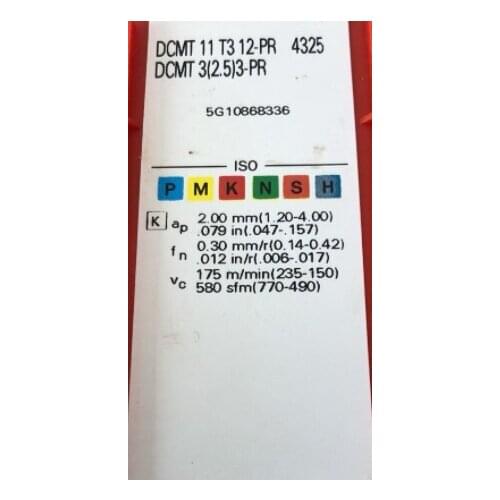 DCMT 11 T3 12-PR 4325
DCMT 3(2.5)3-PR
5G10868336
ISO
P M K N S H
K ap 2.00 mm(1.20-4.00)
.079 in(.047-.157)
fn 0.30 mm/r(0.14-0.42)
.012 in/r(.006-.017)
vc 175 m/min(235-150)
580 sfm(770-490)